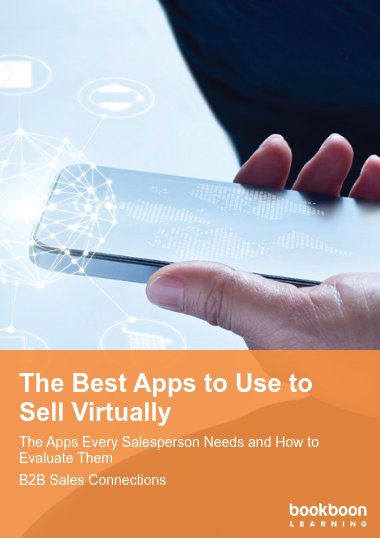 The Best Apps to Use to
Sell Virtually
The Apps Every Salesperson Needs and How to
Evaluate Them
B2B Sales Connections
bookboon
LEARNING